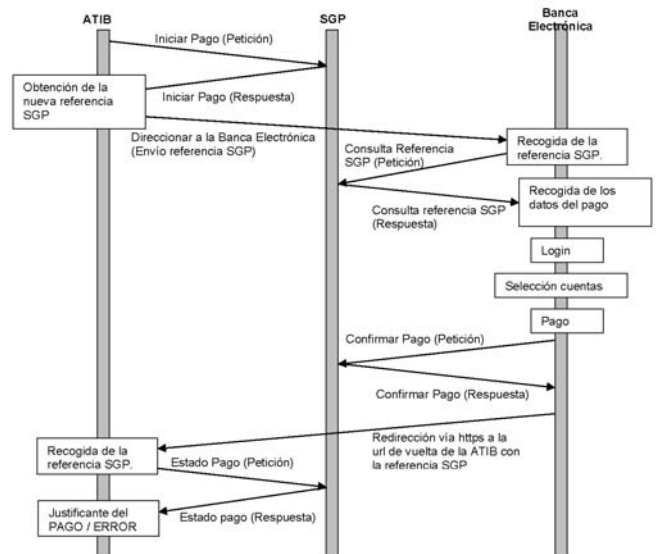 ATIB
SGP
Banca
Electrónica
Iniciar Pago (Petición)
Obtención de la
nueva referencia
SGP
Iniciar Pago (Respuesta)
Direccionar a la Banca Electrónica
(Envío referencia SGP)
Consulta Referencia
SGP (Petición)
Recogida de la
referencia SGP.
Consulta referencia SGP
(Respuesta)
Recogida de los
datos del pago
Login
Selección cuentas
Pago
Confirmar Pago (Petición)
Confirmar Pago (Respuesta)
Redirección vía https a la
url de vuelta de la ATIB con
la referencia SGP
Recogida de la
referencia SGP.
Estado Pago (Petición)
Justificante del
PAGO / ERROR
Estado pago (Respuesta)